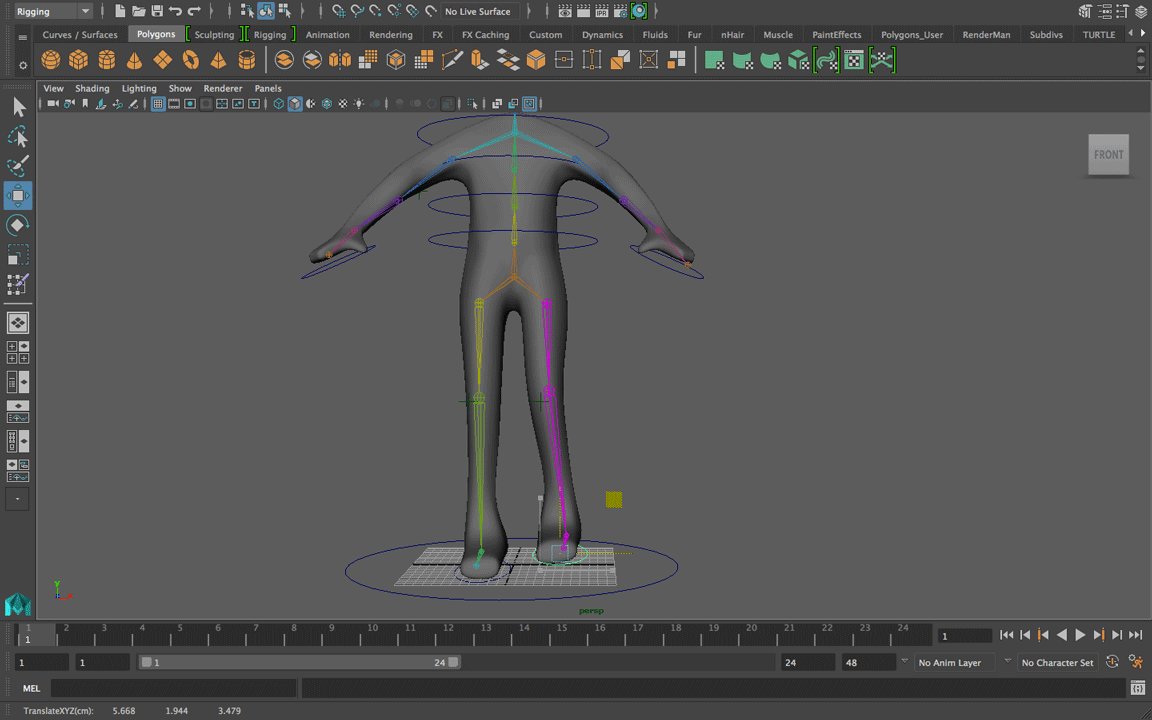 Rigging
No Live Surface
Curves / Surfaces Polygons Sculpting Rigging Animation Rendering FX FX Caching Custom Dynamics Fluids Fur nHair Muscle PaintEffects Polygons_User RenderMan Subdivs TURTLE
View Shading Lighting Show Renderer Panels
IPR
FRONT
Y
persp
1 2 3 4 5 6 7 8 9 10 11 12 13 14 15 16 17 18 19 20 21 22 23 24
1 1
1 1 1 24 24 48 No Anim Layer No Character Set
MEL
TranslateXYZ(cm): 5.668 1.944 3.479